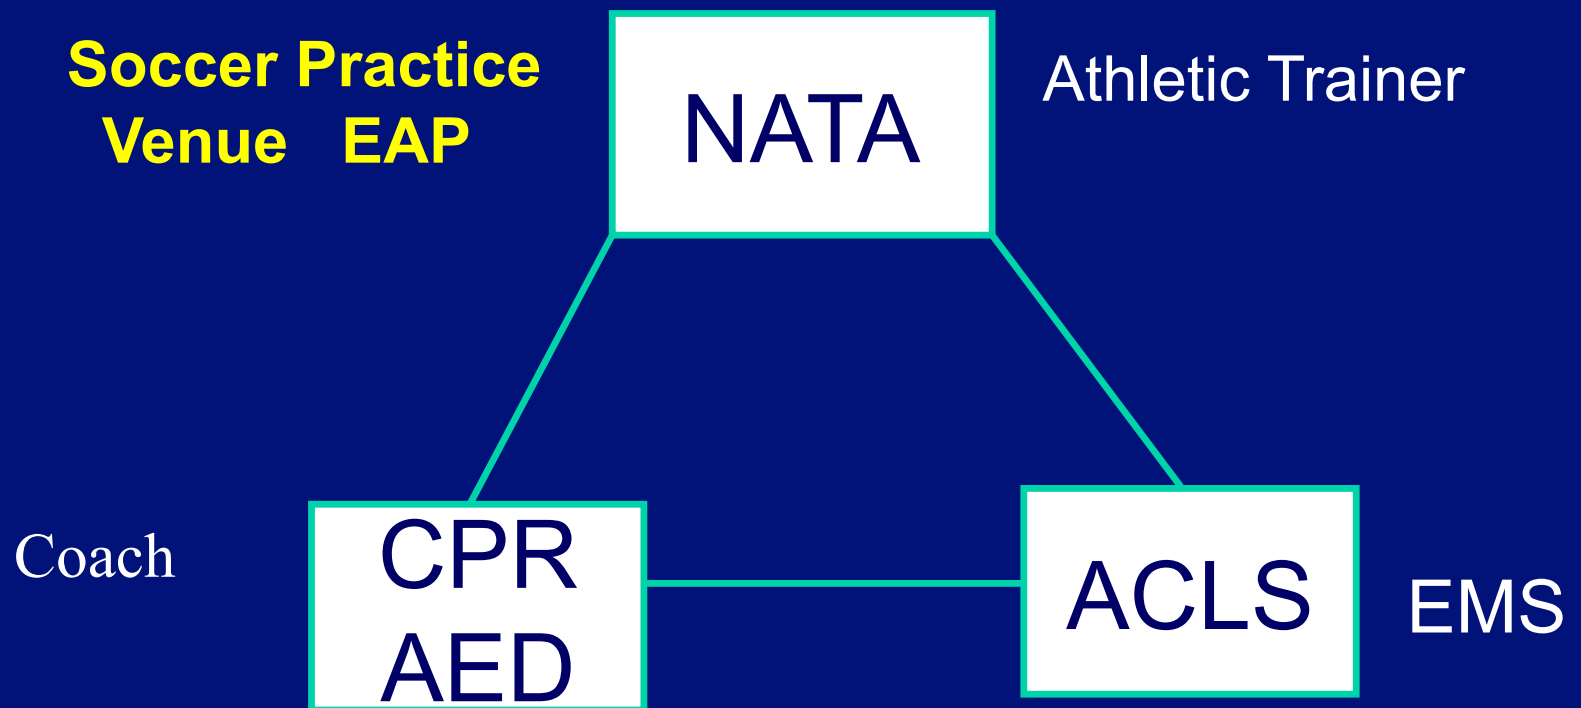 Soccer Practice
Venue EAP
NATA
Athletic Trainer
Coach
CPR
AED
ACLS
EMS